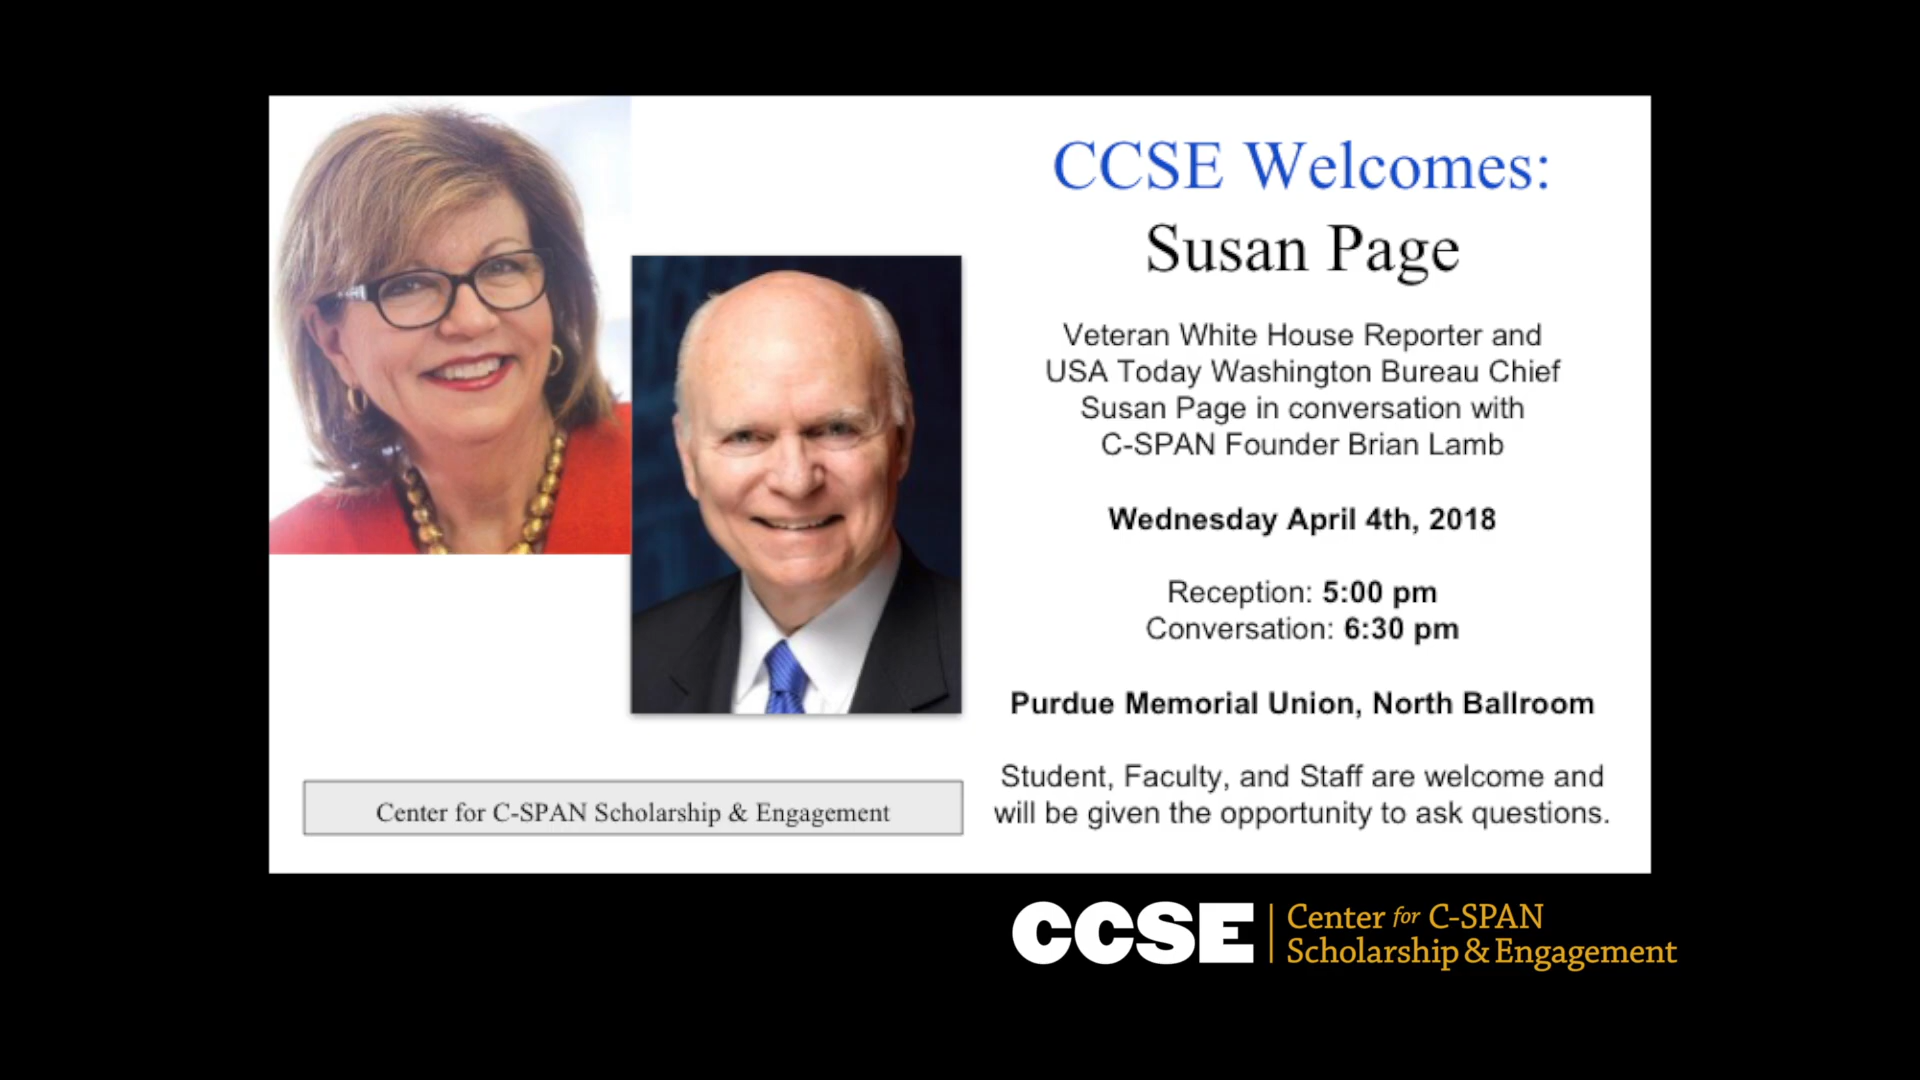 CCSE Welcomes:
Susan Page
Veteran White House Reporter and
USA Today Washington Bureau Chief
Susan Page in conversation with
C-SPAN Founder Brian Lamb
Wednesday April 4th, 2018
Reception: 5:00 pm
Conversation: 6:30 pm
Purdue Memorial Union, North Ballroom
Student, Faculty, and Staff are welcome and
will be given the opportunity to ask questions.
Center for C-SPAN Scholarship & Engagement
CCSE
Center for C-SPAN
Scholarship & Engagement